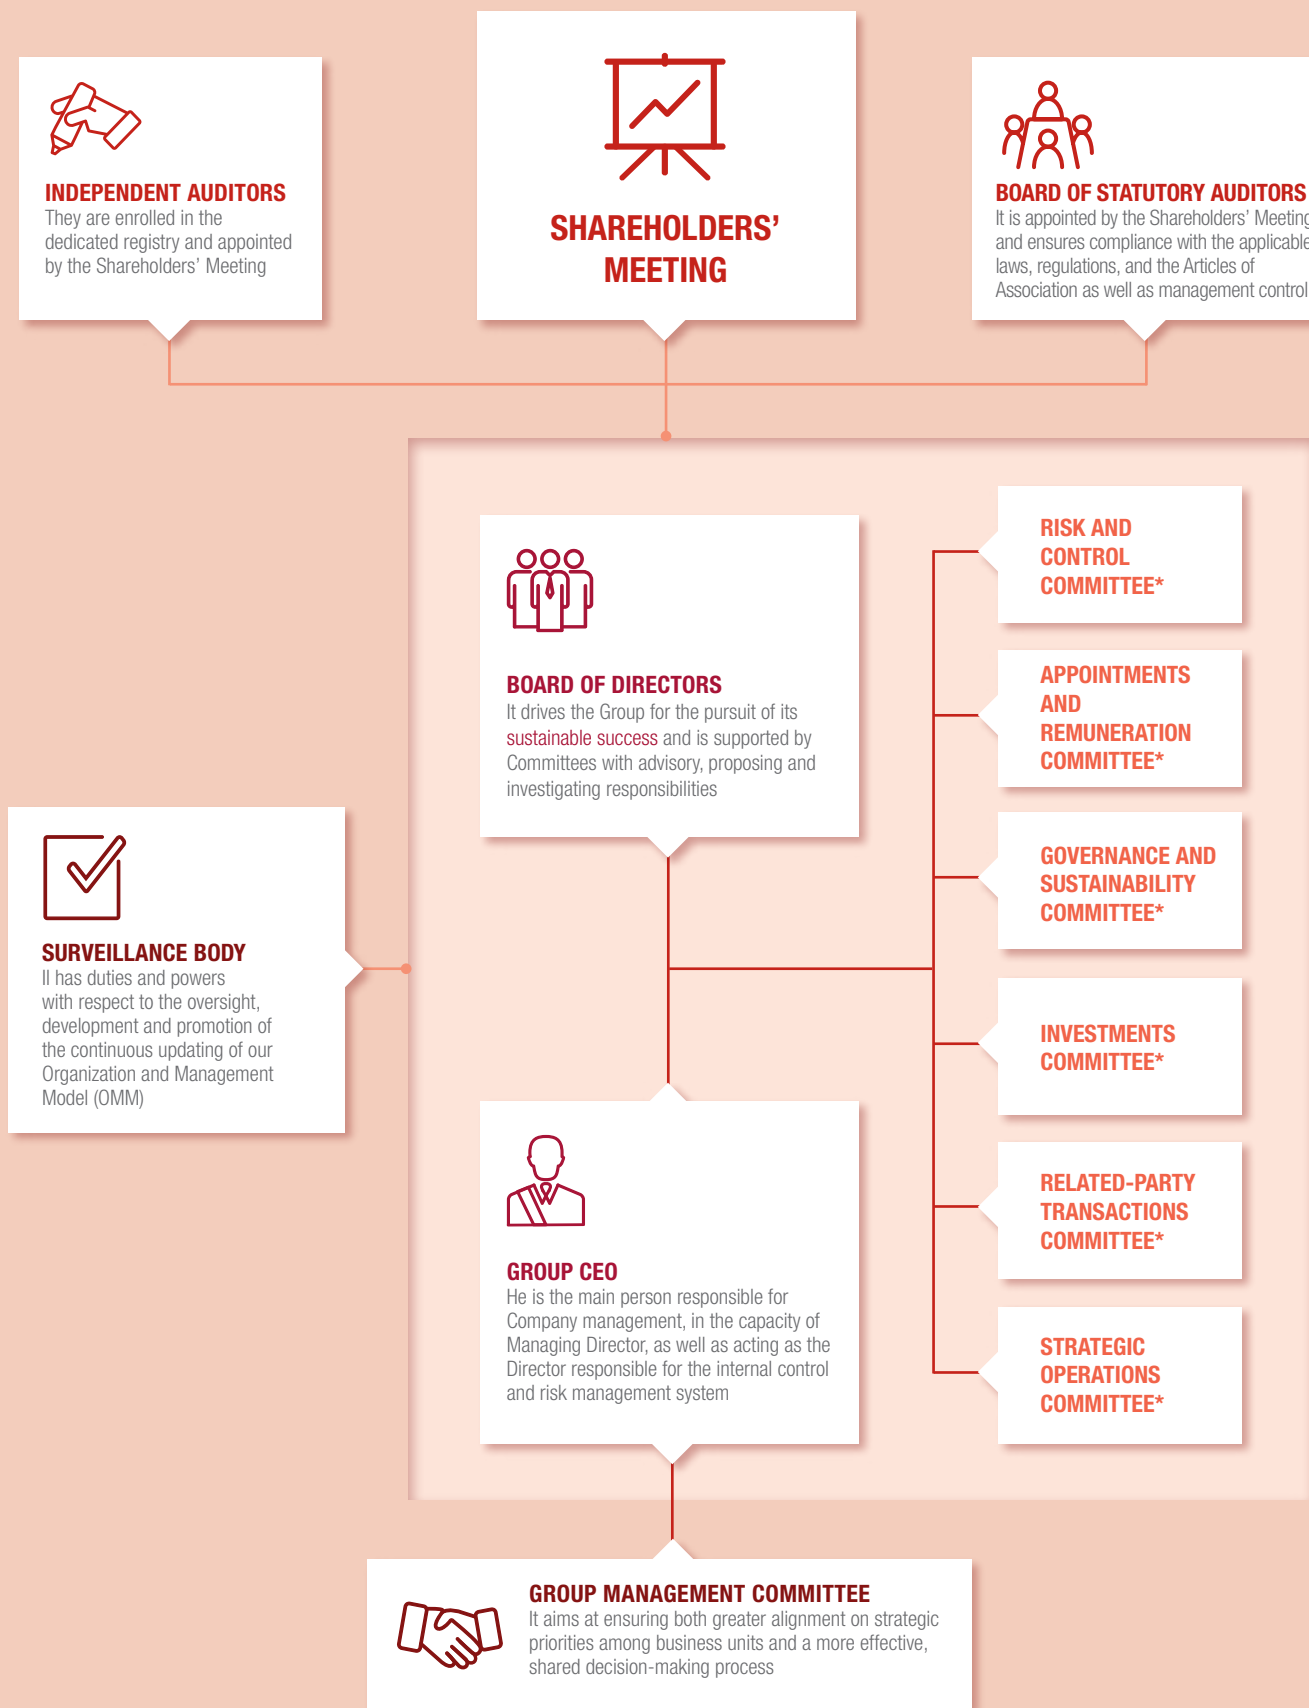 INDEPENDENT AUDITORS
They are enrolled in the
dedicated registry and appointed
by the Shareholders' Meeting
SHAREHOLDERS'
MEETING
BOARD OF STATUTORY AUDITORS
It is appointed by the Shareholders' Meeting
and ensures compliance with the applicable
laws, regulations, and the Articles of
Association as well as management control
BOARD OF DIRECTORS
It drives the Group for the pursuit of its
sustainable success and is supported by
Committees with advisory, proposing and
investigating responsibilities
RISK AND
CONTROL
COMMITTEE*
APPOINTMENTS
AND
REMUNERATION
COMMITTEE*
GOVERNANCE AND
SUSTAINABILITY
COMMITTEE*
INVESTMENTS
COMMITTEE*
RELATED-PARTY
TRANSACTIONS
COMMITTEE*
STRATEGIC
OPERATIONS
COMMITTEE*
SURVEILLANCE BODY
Il has duties and powers
with respect to the oversight,
development and promotion of
the continuous updating of our
Organization and Management
Model (OMM)
GROUP CEO
He is the main person responsible for
Company management, in the capacity of
Managing Director, as well as acting as the
Director responsible for the internal control
and risk management system
GROUP MANAGEMENT COMMITTEE
It aims at ensuring both greater alignment on strategic
priorities among business units and a more effective,
shared decision-making process